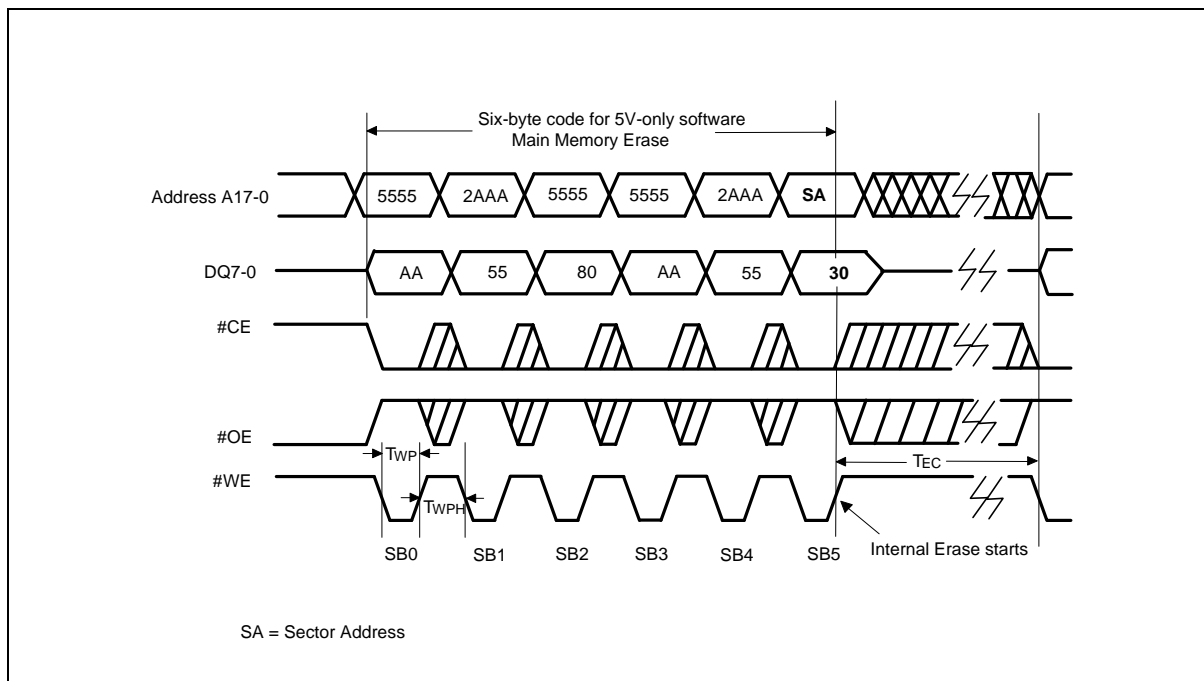 Six-byte code for 5V-only software
Main Memory Erase
Address A17-0
5555
2AAA
5555
5555
2AAA
SA
DQ7-0
AA
55
80
AA
55
30
#CE
#OE
TWP
TEC
#WE
TWPH
SB0
SB1
SB2
SB3
SB4
SB5
Internal Erase starts
SA = Sector Address